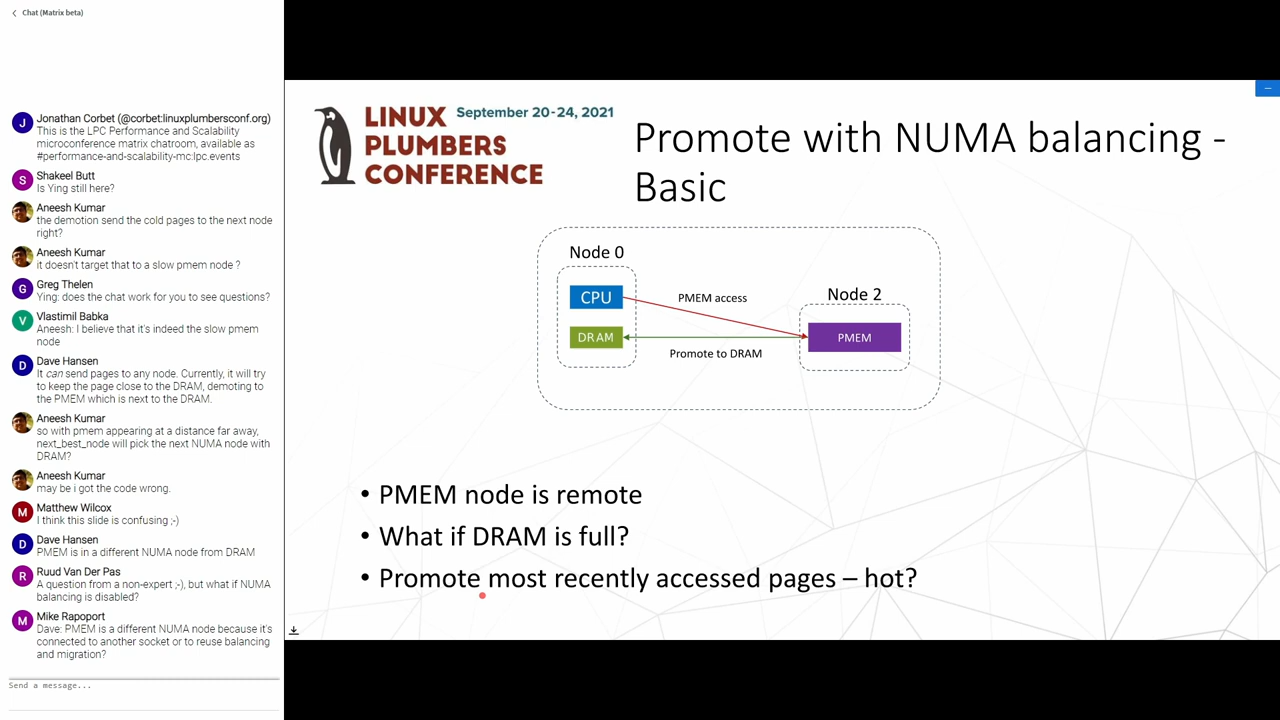 Chat (Matrix beta)
Jonathan Corbet (@corbet:linuxplumbersconf.org)
This is the LPC Performance and Scalability
microconference matrix chatroom, available as
#performance-and-scalability-mc:lpc.events
S
Shakeel Butt
Is Ying still here?
Aneesh Kumar
the demotion send the cold pages to the next node
right?
Aneesh Kumar
it doesn't target that to a slow pmem node ?
G
Greg Thelen
Ying: does the chat work for you to see questions?
V
Vlastimil Babka
Aneesh: I believe that it's indeed the slow pmem
node
D
Dave Hansen
It can send pages to any node. Currently, it will try
to keep the page close to the DRAM, demoting to
the PMEM which is next to the DRAM.
Aneesh Kumar
so with pmem appearing at a distance far away,
next_best_node will pick the next NUMA node with
DRAM?
Aneesh Kumar
may be i got the code wrong.
M
Matthew Wilcox
I think this slide is confusing ;-)
D
Dave Hansen
PMEM is in a different NUMA node from DRAM
R
Ruud Van Der Pas
A question from a non-expert ;-), but what if NUMA
balancing is disabled?
M
Mike Rapoport
Dave: PMEM is a different NUMA node because it's
connected to another socket or to reuse balancing
and migration?
Send a message...
J
LINUX
PLUMBERS
CONFERENCE
September 20-24, 2021
Promote with NUMA balancing -
Basic
Node 0
CPU
DRAM
PMEM access
Promote to DRAM
Node 2
PMEM
• PMEM node is remote
• What if DRAM is full?
• Promote most recently accessed pages – hot?